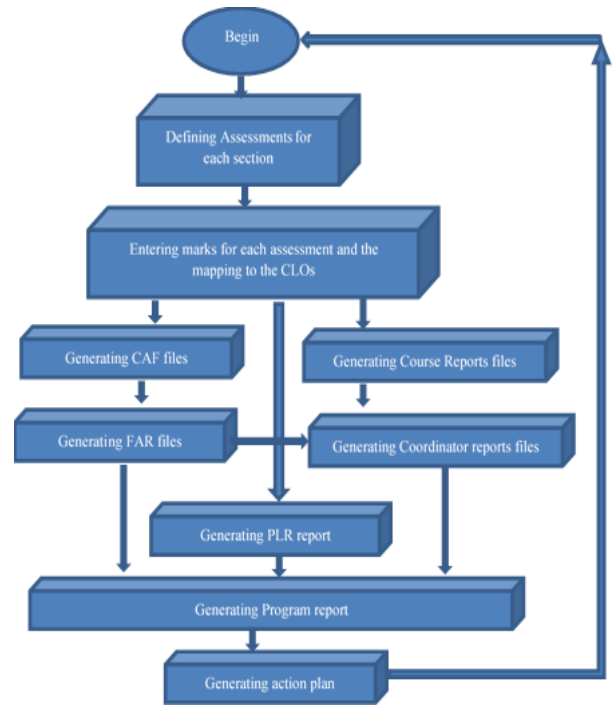 Begin
Defining Assessments for
each section
Entering marks for each assessment and the
mapping to the CLOs
Generating CAF files
Generating Course Reports files
Generating FAR files
Generating Coordinator reports files
Generating PLR report
Generating Program report
Generating action plan